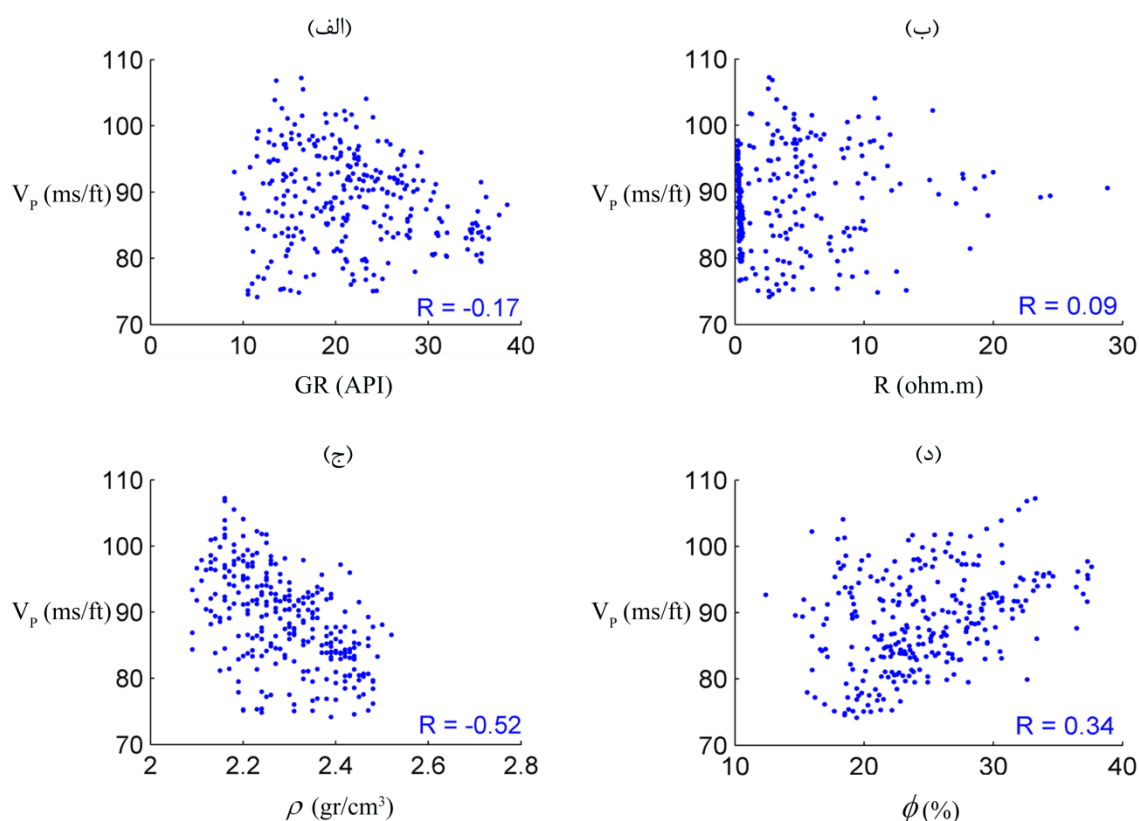 (الف)
110
100
90
80
70
V_P (ms/ft)
R = -0.17
0 10 20 30 40
GR (API)
(ب)
110
100
90
80
70
V_P (ms/ft)
R = 0.09
0 10 20 30
R (ohm.m)
(ج)
110
100
90
80
70
V_P (ms/ft)
R = -0.52
2 2.2 2.4 2.6 2.8
ρ (gr/cm³)
(د)
110
100
90
80
70
V_P (ms/ft)
R = 0.34
10 20 30 40
ϕ (%)